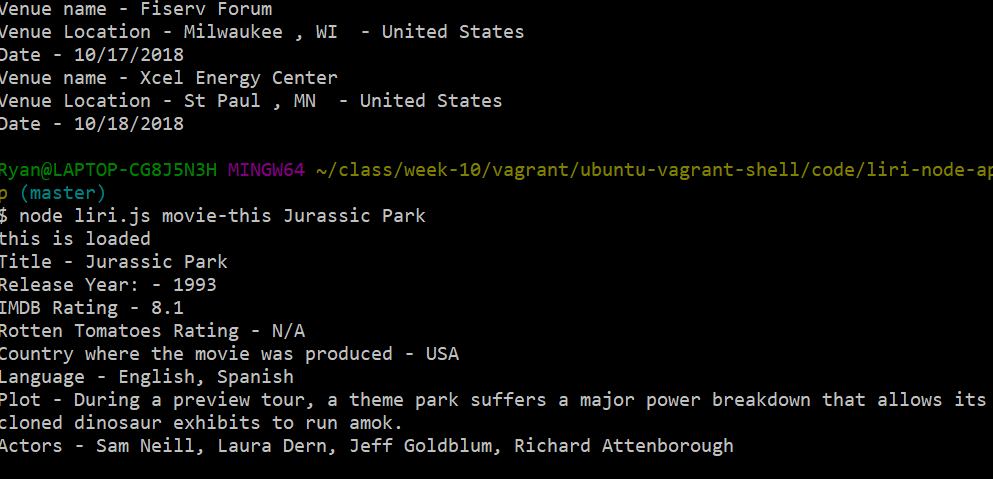 Venue name - Fiserv Forum
Venue Location - Milwaukee , WI  - United States
Date - 10/17/2018
Venue name - Xcel Energy Center
Venue Location - St Paul , MN  - United States
Date - 10/18/2018
Ryan@LAPTOP-CG8J5N3H MINGW64 ~/class/week-10/vagrant/ubuntu-vagrant-shell/code/liri-node-ap
p (master)
$ node liri.js movie-this Jurassic Park
this is loaded
Title - Jurassic Park
Release Year: - 1993
IMDB Rating - 8.1
Rotten Tomatoes Rating - N/A
Country where the movie was produced - USA
Language - English, Spanish
Plot - During a preview tour, a theme park suffers a major power breakdown that allows its
cloned dinosaur exhibits to run amok.
Actors - Sam Neill, Laura Dern, Jeff Goldblum, Richard Attenborough